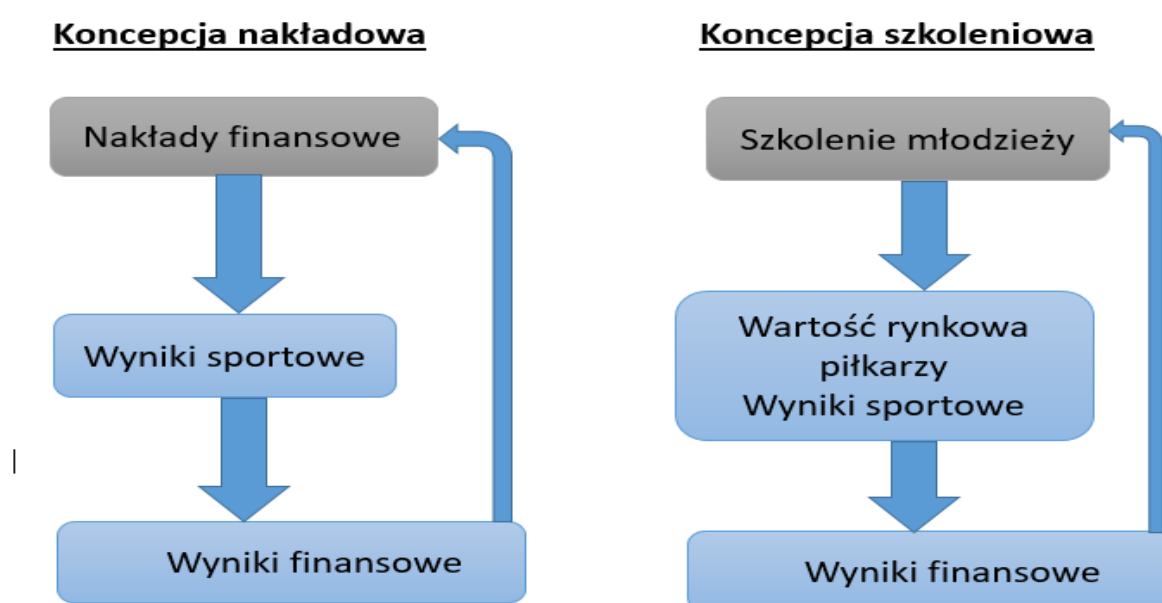 Koncepcja nakładowa
Nakłady finansowe
Wyniki sportowe
Wyniki finansowe
Koncepcja szkoleniowa
Szkolenie młodzieży
Wartość rynkowa
piłkarzy
Wyniki sportowe
Wyniki finansowe